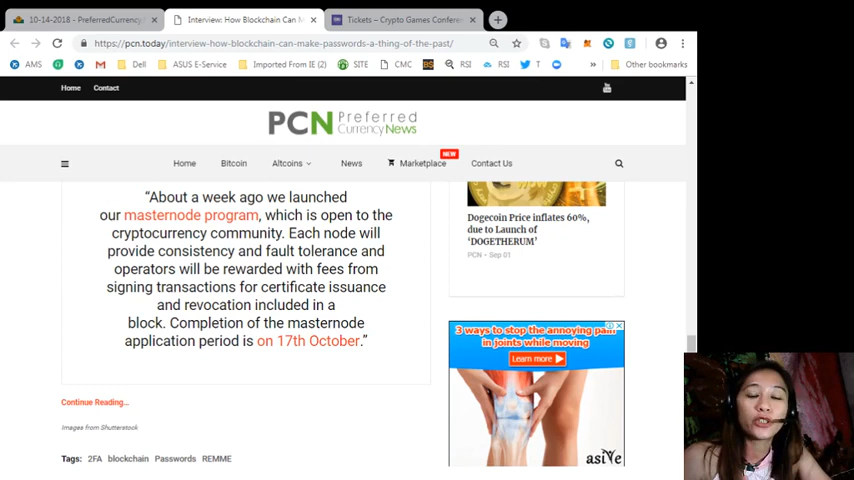 10-14-2018 - PreferredCurrency
Interview: How Blockchain Can M
Tickets – Crypto Games Confere
https://pcn.today/interview-how-blockchain-can-make-passwords-a-thing-of-the-past/
AMS
Dell
ASUS E-Service
Imported From IE (2)
SITE
CMC
RSI
RSI
T
»
Other bookmarks
Home
Contact
PCN Preferred
CurrencyNews
Home
Bitcoin
Altcoins
News
NEW
Marketplace
Contact Us
“About a week ago we launched
our masternode program, which is open to the
cryptocurrency community. Each node will
provide consistency and fault tolerance and
operators will be rewarded with fees from
signing transactions for certificate issuance
and revocation included in a
block. Completion of the masternode
application period is on 17th October.”
Continue Reading...
Images from Shutterstock
Tags: 2FA blockchain Passwords REMME
Dogecoin Price inflates 60%,
due to Launch of
‘DOGETHERUM’
PCN - Sep 01
3 ways to stop the annoying pain
in joints while moving
Learn more
asive